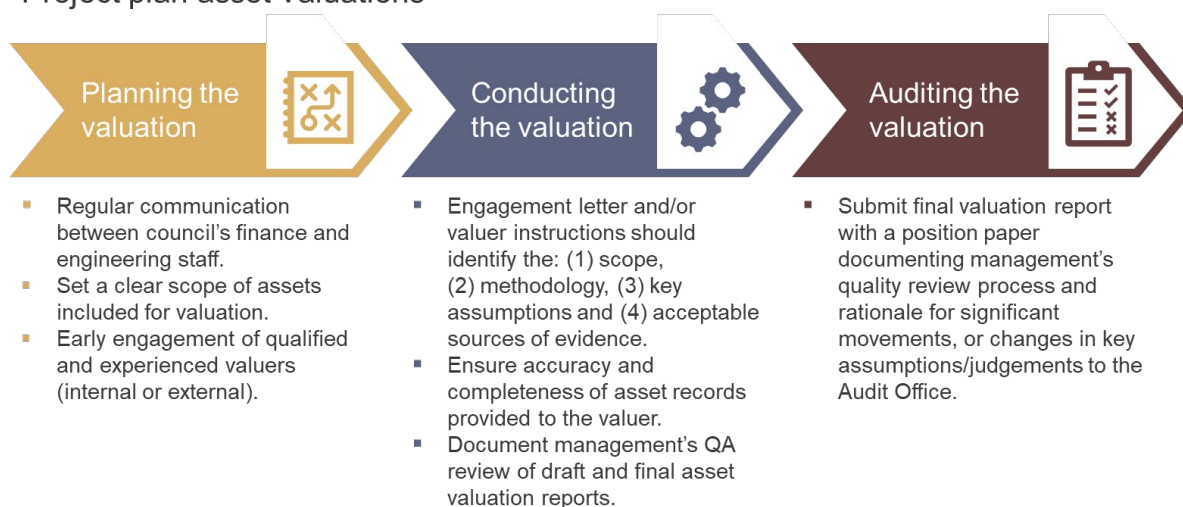 Project plan asset valuations
Planning the
valuation
Conducting
the valuation
Auditing the
valuation
Regular communication
between council's finance and
engineering staff.
Set a clear scope of assets
included for valuation.
Early engagement of qualified
and experienced valuers
(internal or external).
Engagement letter and/or
valuer instructions should
identify the: (1) scope,
(2) methodology, (3) key
assumptions and (4) acceptable
sources of evidence.
Ensure accuracy and
completeness of asset records
provided to the valuer.
Document management's QA
review of draft and final asset
valuation reports.
Submit final valuation report
with a position paper
documenting management's
quality review process and
rationale for significant
movements, or changes in key
assumptions/judgements to the
Audit Office.